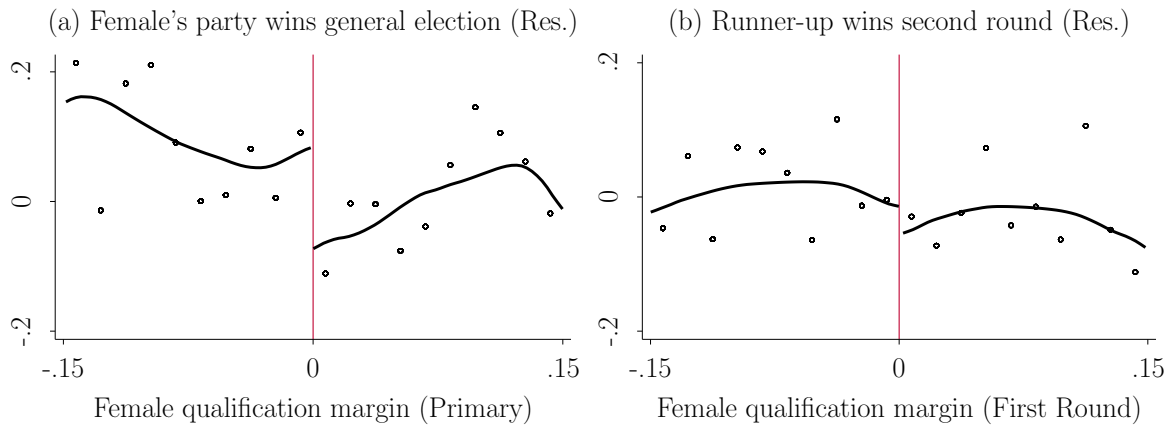 (a) Female's party wins general election (Res.)
.2
0
-.2
-.15 0 .15
Female qualification margin (Primary)
(b) Runner-up wins second round (Res.)
.2
0
-.2
-.15 0 .15
Female qualification margin (First Round)